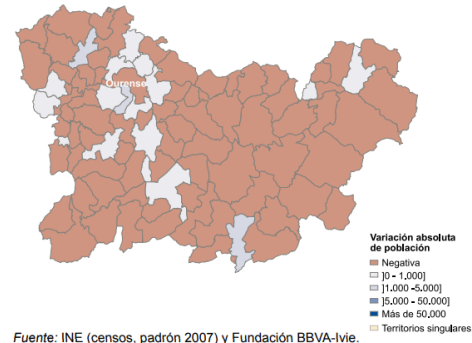 Ourense
Variación absoluta
de población
Negativa
]0 - 1.000]
]1.000 -5.000]
]5.000 - 50.000]
Más de 50.000
Territorios singulares
Fuente: INE (censos, padrón 2007) y Fundación BBVA-Ivie.